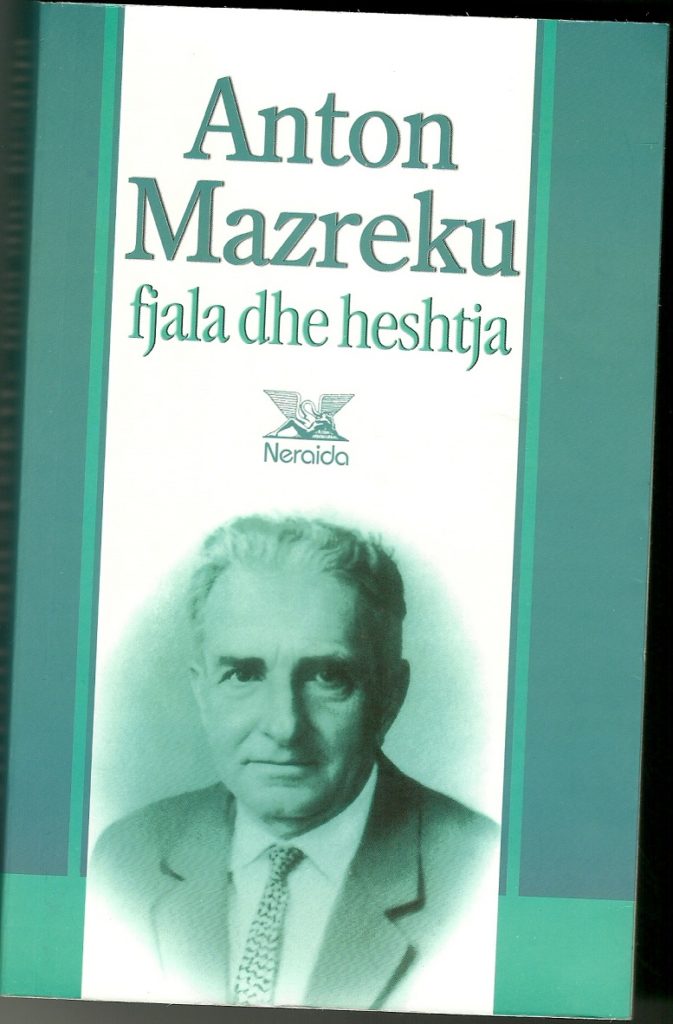 Anton
Mazreku
fjala dhe heshtja
Neraida